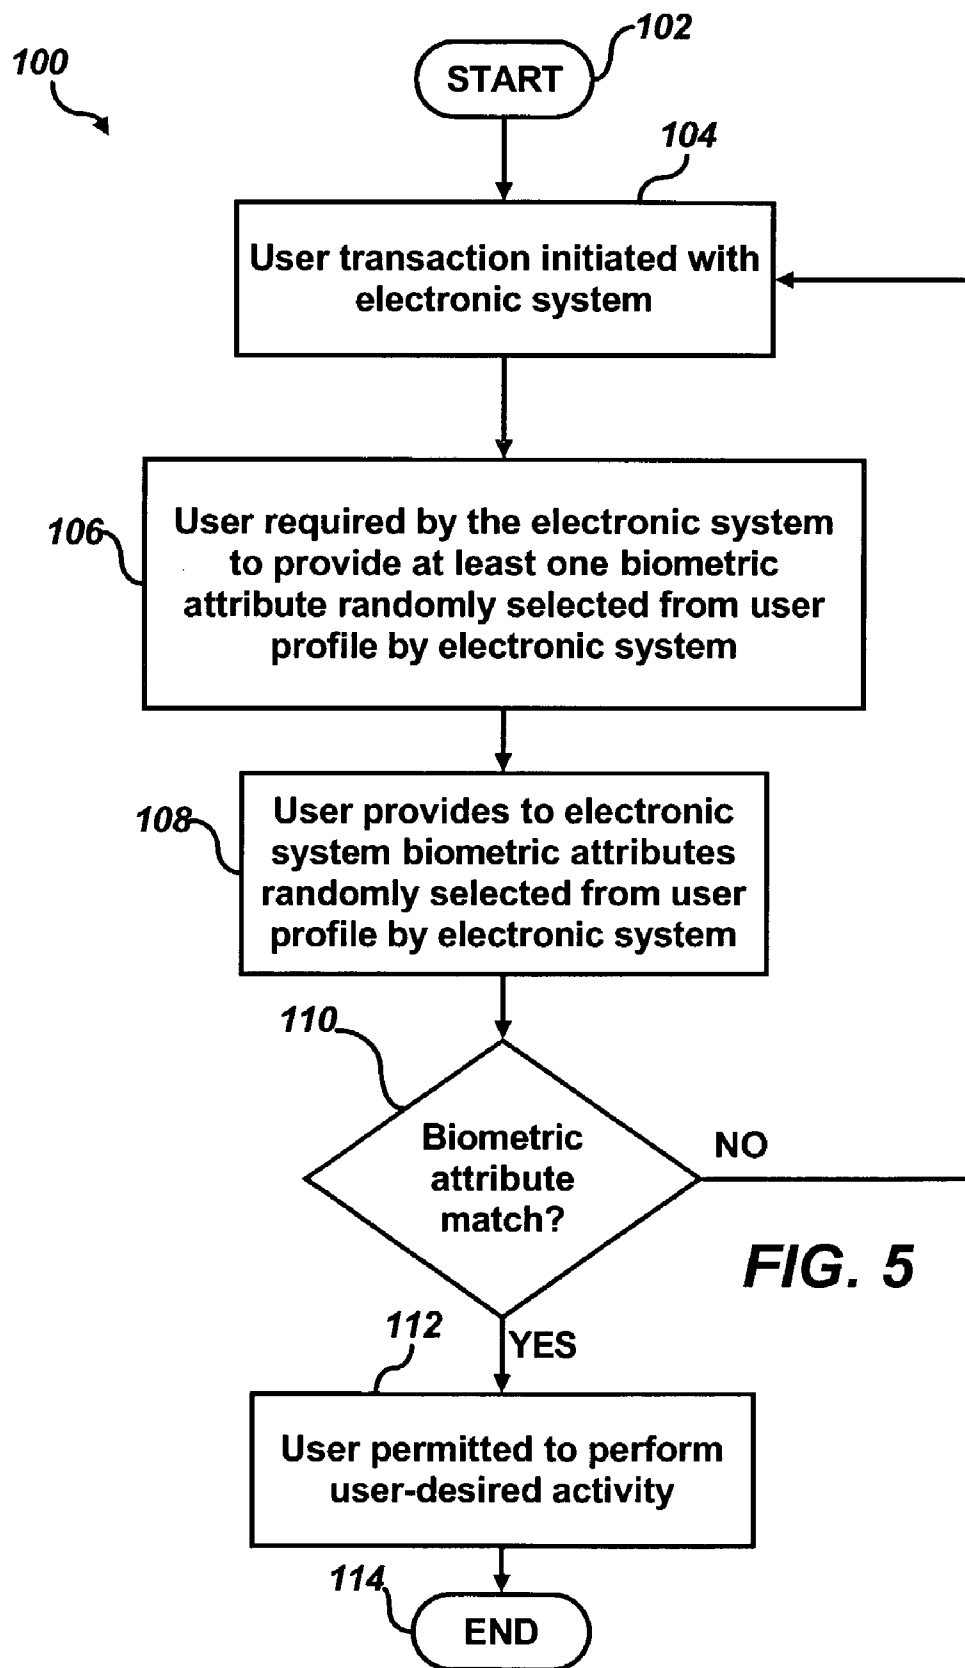 100
102
START
104
User transaction initiated with
electronic system
106
User required by the electronic system
to provide at least one biometric
attribute randomly selected from user
profile by electronic system
108
User provides to electronic
system biometric attributes
randomly selected from user
profile by electronic system
110
Biometric
attribute
match?
NO
FIG. 5
YES
112
User permitted to perform
user-desired activity
114
END